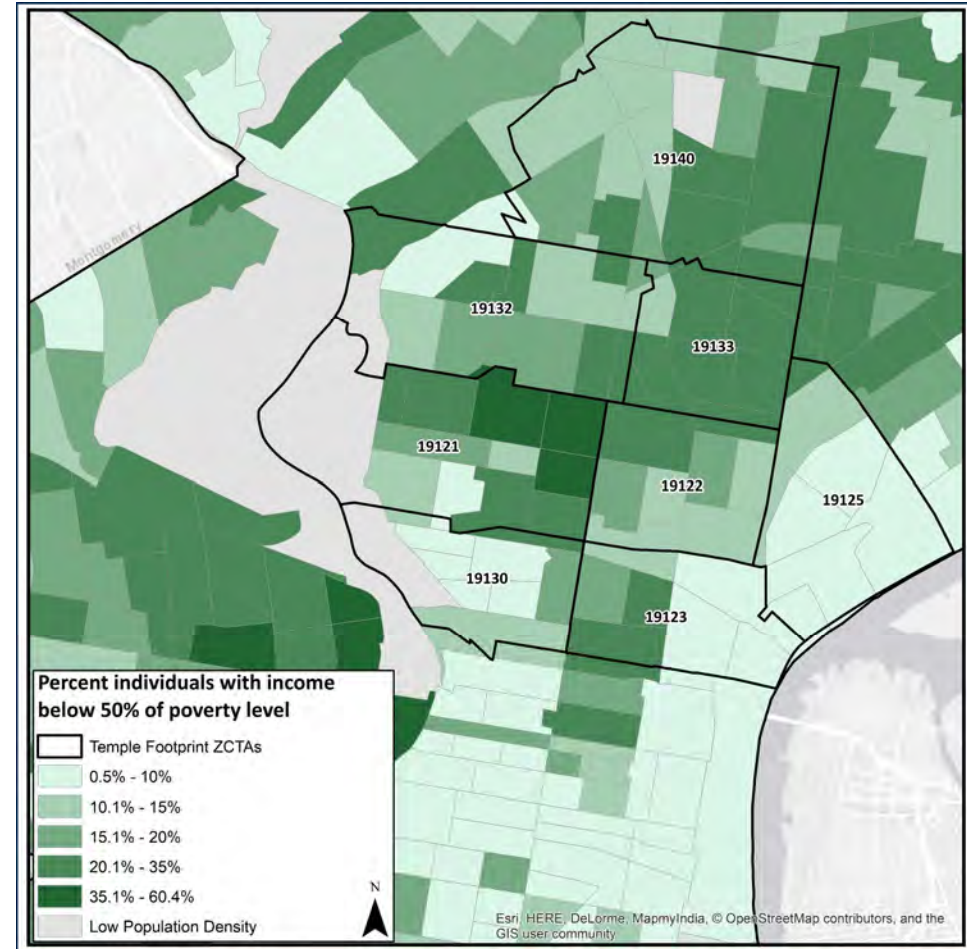 19140
Montgomery
19132
19133
19121
19122
19125
19130
19123
Percent individuals with income
below 50% of poverty level
Temple Footprint ZCTAs
0.5% - 10%
10.1% - 15%
15.1% - 20%
20.1% - 35%
35.1% - 60.4%
Low Population Density
N
Esri, HERE, DeLorme, MapmyIndia, © OpenStreetMap contributors, and the
GIS user community